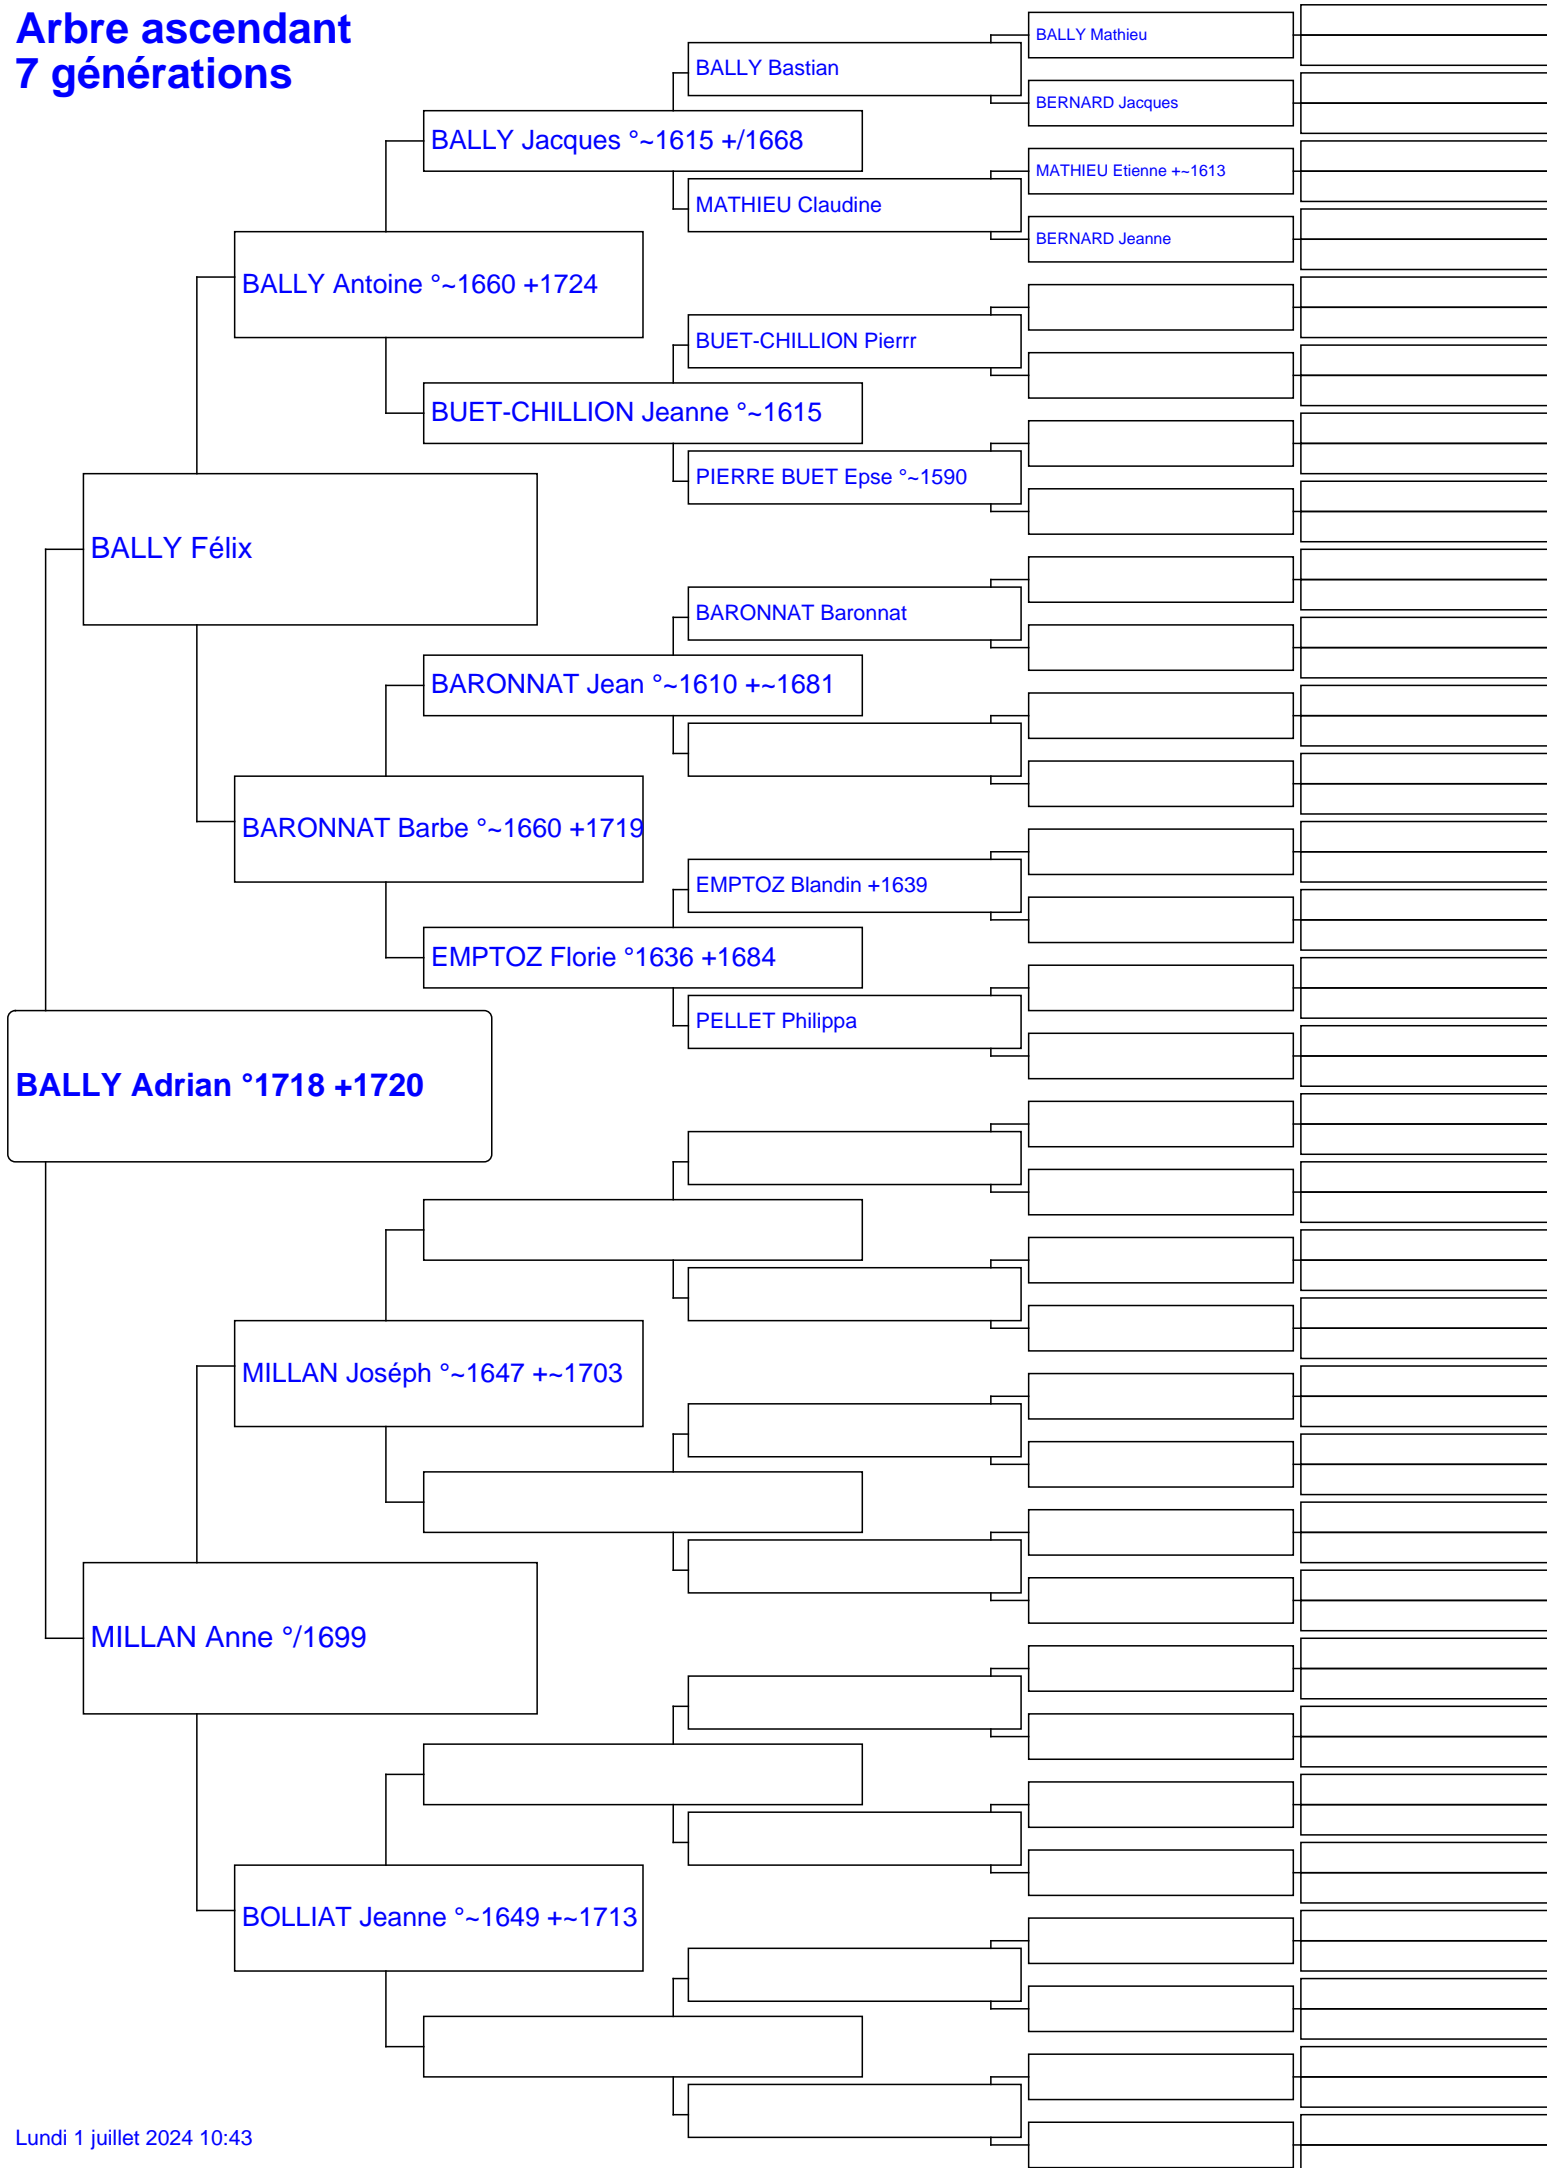 Arbre ascendant
7 générations
BALLY Mathieu
BALLY Bastian
BERNARD Jacques
BALLY Jacques °~1615 +/1668
MATHIEU Etienne +~1613
MATHIEU Claudine
BERNARD Jeanne
BALLY Antoine °~1660 +1724
BUET-CHILLION Pierrr
BUET-CHILLION Jeanne °~1615
PIERRE BUET Epse °~1590
BALLY Félix
BARONNAT Baronnat
BARONNAT Jean °~1610 +~1681
BARONNAT Barbe °~1660 +1719
EMPTOZ Blandin +1639
EMPTOZ Florie °1636 +1684
PELLET Philippa
BALLY Adrian °1718 +1720
MILLAN Joséph °~1647 +~1703
MILLAN Anne °/1699
BOLLIAT Jeanne °~1649 +~1713
Lundi 1 juillet 2024 10:43